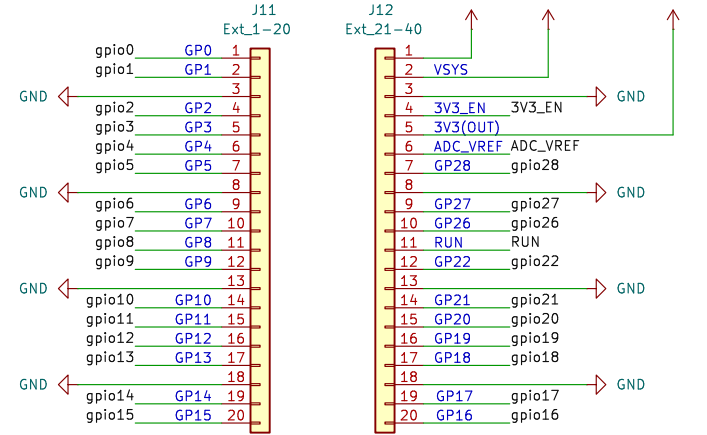 J11
Ext_1-20
gpio0 GP0 1
gpio1 GP1 2
GND 3
gpio2 GP2 4
gpio3 GP3 5
gpio4 GP4 6
gpio5 GP5 7
GND 8
gpio6 GP6 9
gpio7 GP7 10
gpio8 GP8 11
gpio9 GP9 12
GND 13
gpio10 GP10 14
gpio11 GP11 15
gpio12 GP12 16
gpio13 GP13 17
GND 18
gpio14 GP14 19
gpio15 GP15 20
J12
Ext_21-40
1
2 VSYS
3 GND
4 3V3_EN 3V3_EN
5 3V3(OUT)
6 ADC_VREF ADC_VREF
7 GP28 gpio28
8 GND
9 GP27 gpio27
10 GP26 gpio26
11 RUN RUN
12 GP22 gpio22
13 GND
14 GP21 gpio21
15 GP20 gpio20
16 GP19 gpio19
17 GP18 gpio18
18 GND
19 GP17 gpio17
20 GP16 gpio16